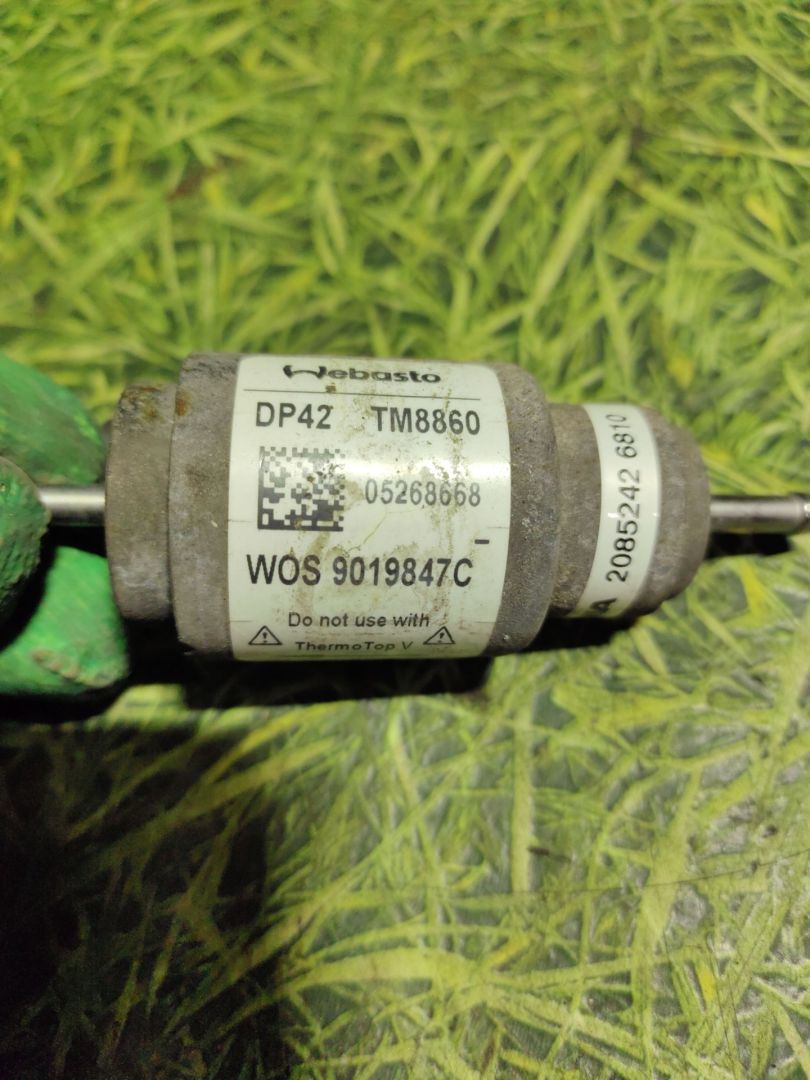 Webasto
DP42 TM8860
05268668
-
WOS 9019847C
Do not use with
ThermoTop V
A 2085242 6810